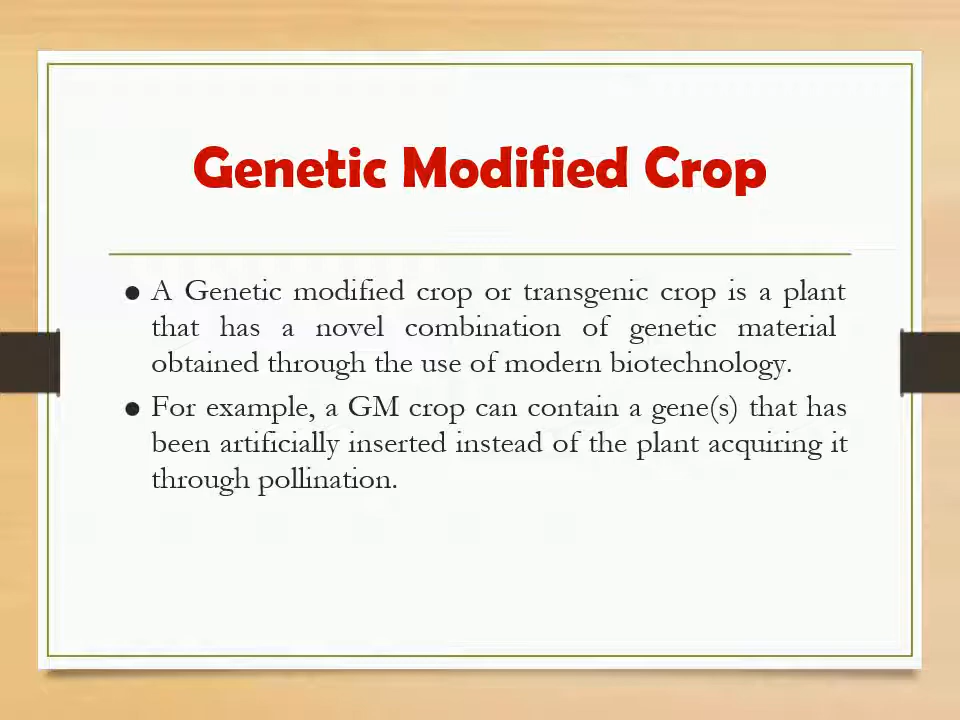 Genetic Modified Crop
● A Genetic modified crop or transgenic crop is a plant
that has a novel combination of genetic material
obtained through the use of modern biotechnology.
● For example, a GM crop can contain a gene(s) that has
been artificially inserted instead of the plant acquiring it
through pollination.